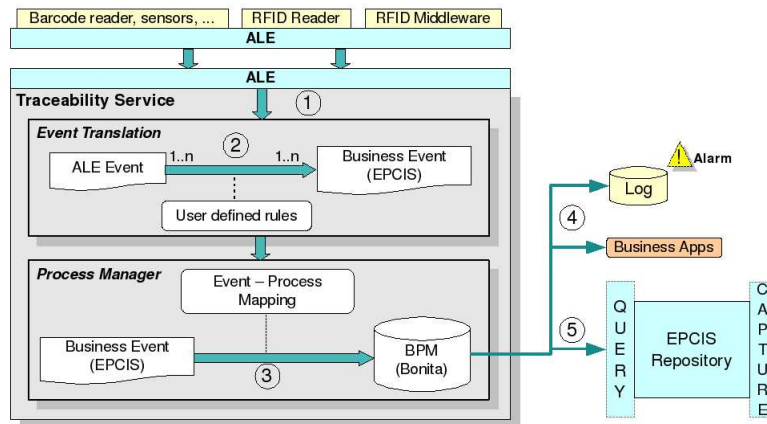 Barcode reader, sensors, ...
RFID Reader
RFID Middleware
ALE
ALE
Traceability Service
1
Event Translation
2
1..n
1..n
ALE Event
Business Event
(EPCIS)
User defined rules
Process Manager
Event – Process
Mapping
Business Event
(EPCIS)
3
BPM
(Bonita)
Alarm
Log
4
Business Apps
5
QUERY
EPCIS
Repository
CAPTURE